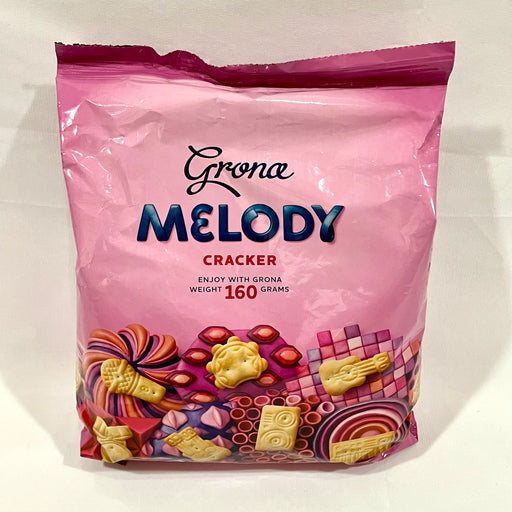 Grona
MELODY
CRACKER
ENJOY WITH GRONA
WEIGHT 160 GRAMS